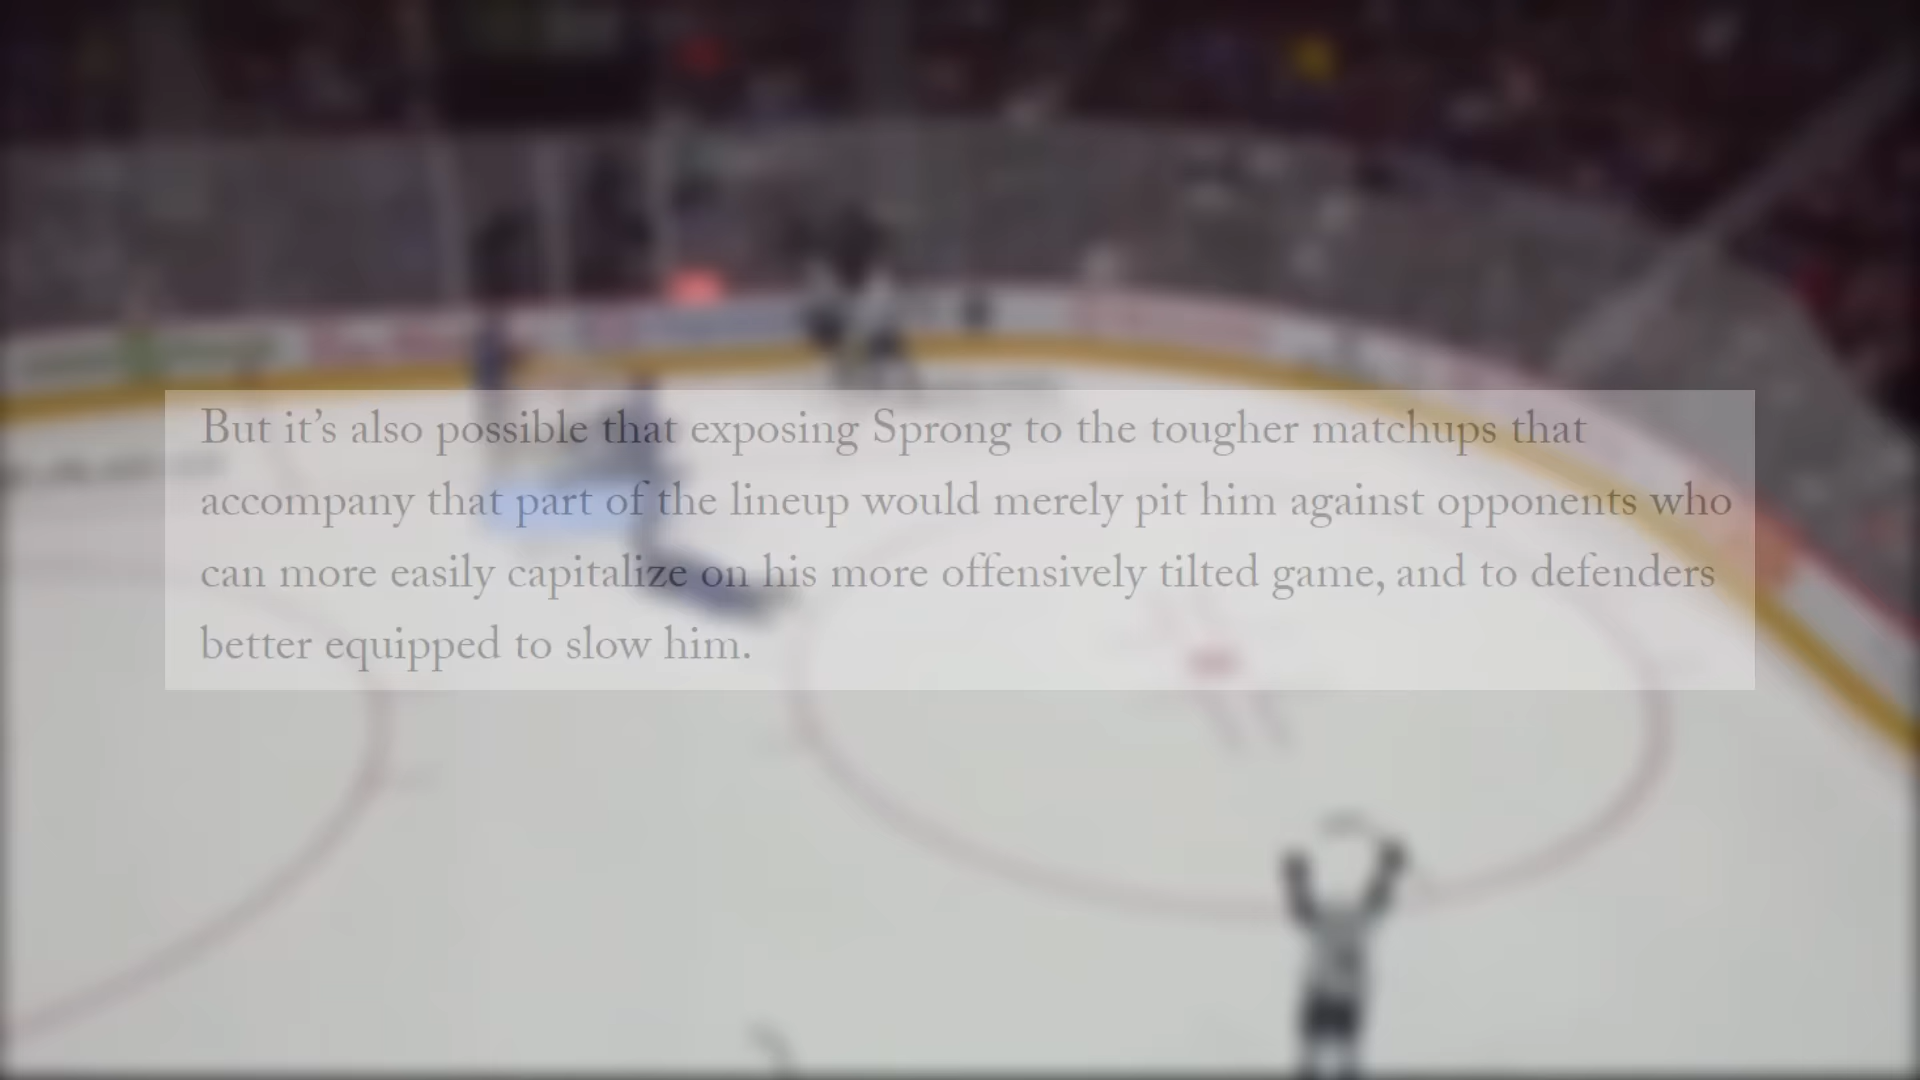 But it’s also possible that exposing Sprong to the tougher matchups that
accompany that part of the lineup would merely pit him against opponents who
can more easily capitalize on his more offensively tilted game, and to defenders
better equipped to slow him.